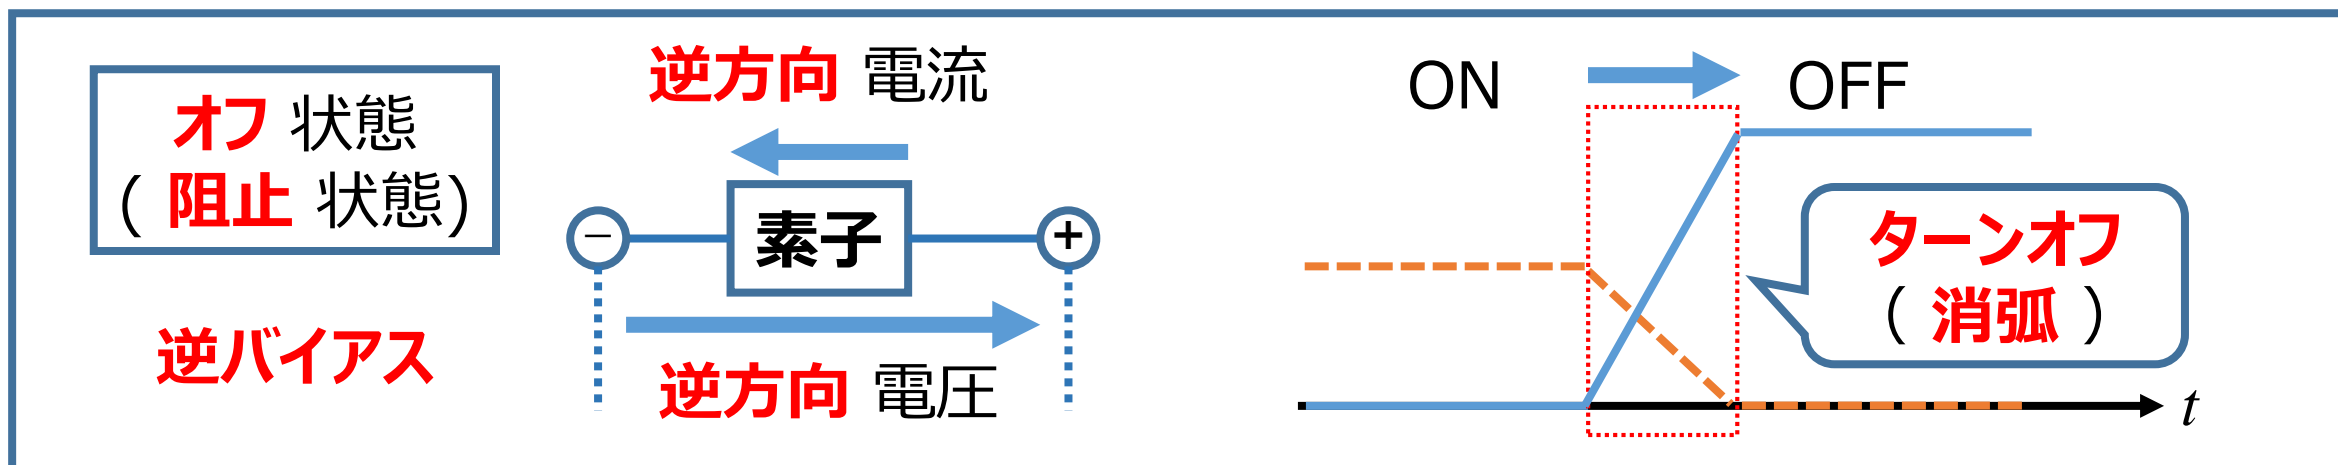 オフ 状態
( 阻止 状態)
逆バイアス
逆方向 電流
−
素子
+
逆方向 電圧
ON
OFF
ターンオフ
( 消弧 )
t